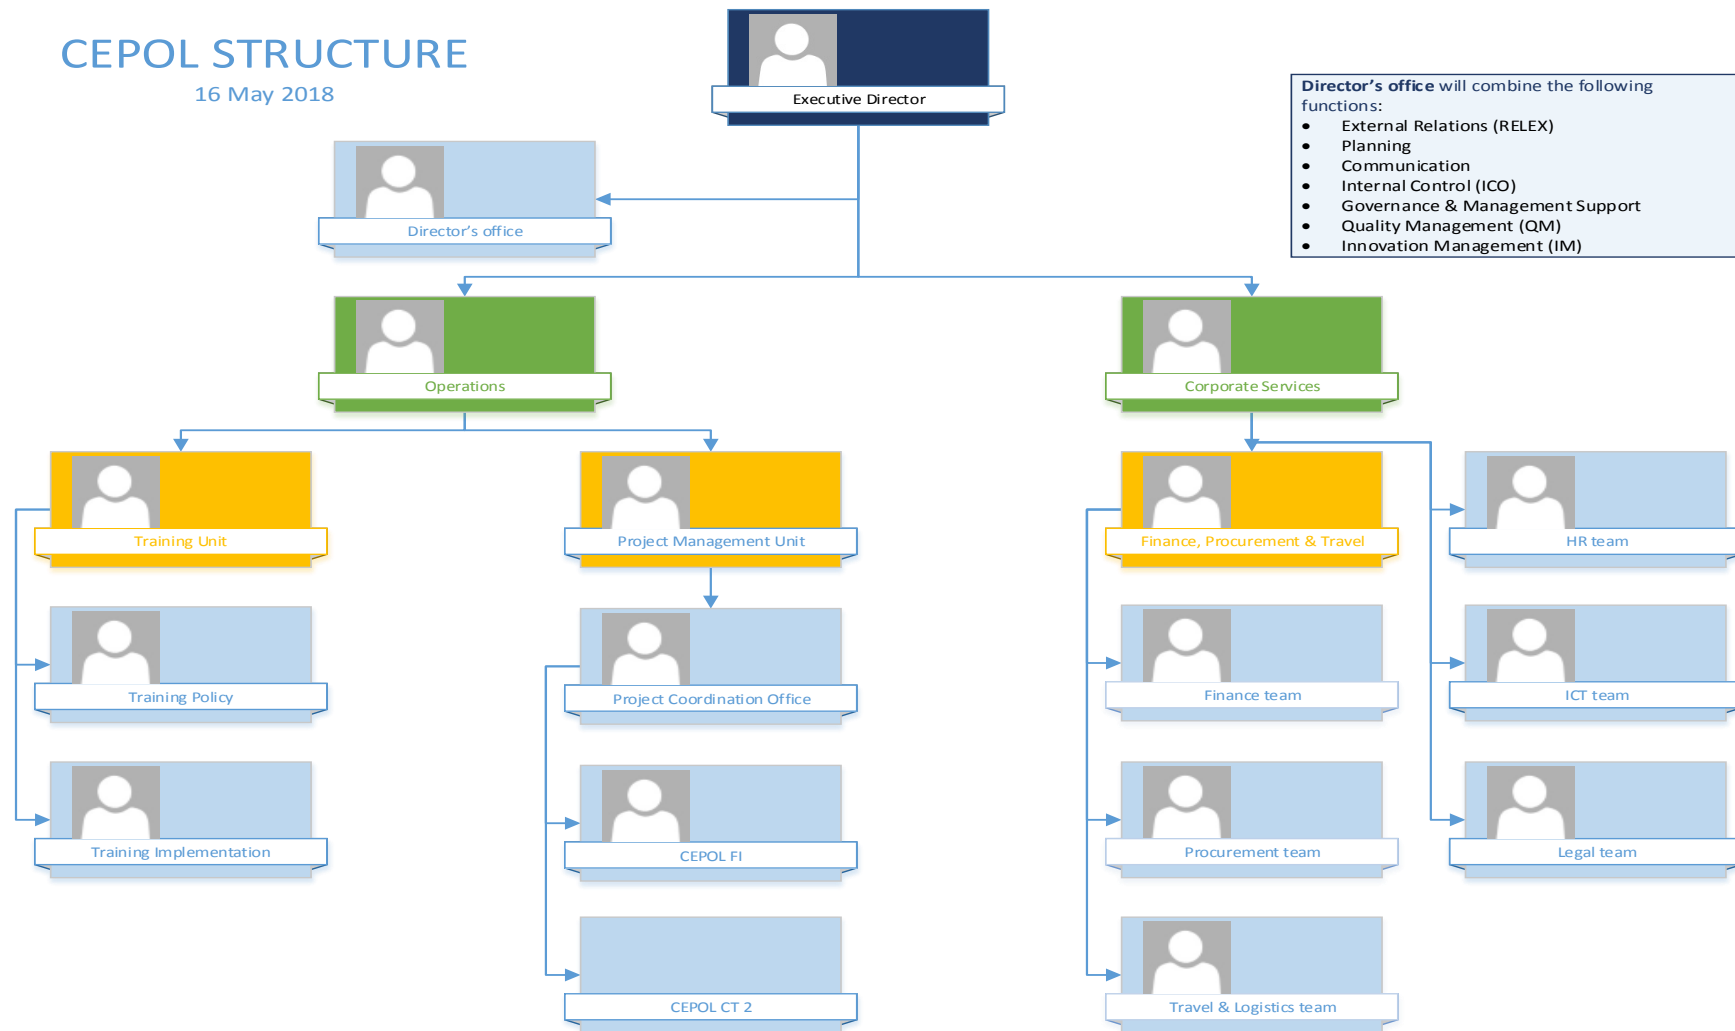 CEPOL STRUCTURE
16 May 2018
Executive Director
Director’s office will combine the following
functions:
• External Relations (RELEX)
• Planning
• Communication
• Internal Control (ICO)
• Governance & Management Support
• Quality Management (QM)
• Innovation Management (IM)
Director’s office
Operations
Corporate Services
Training Unit
Project Management Unit
Finance, Procurement & Travel
HR team
Training Policy
Project Coordination Office
Finance team
ICT team
Training Implementation
CEPOL FI
Procurement team
Legal team
CEPOL CT 2
Travel & Logistics team